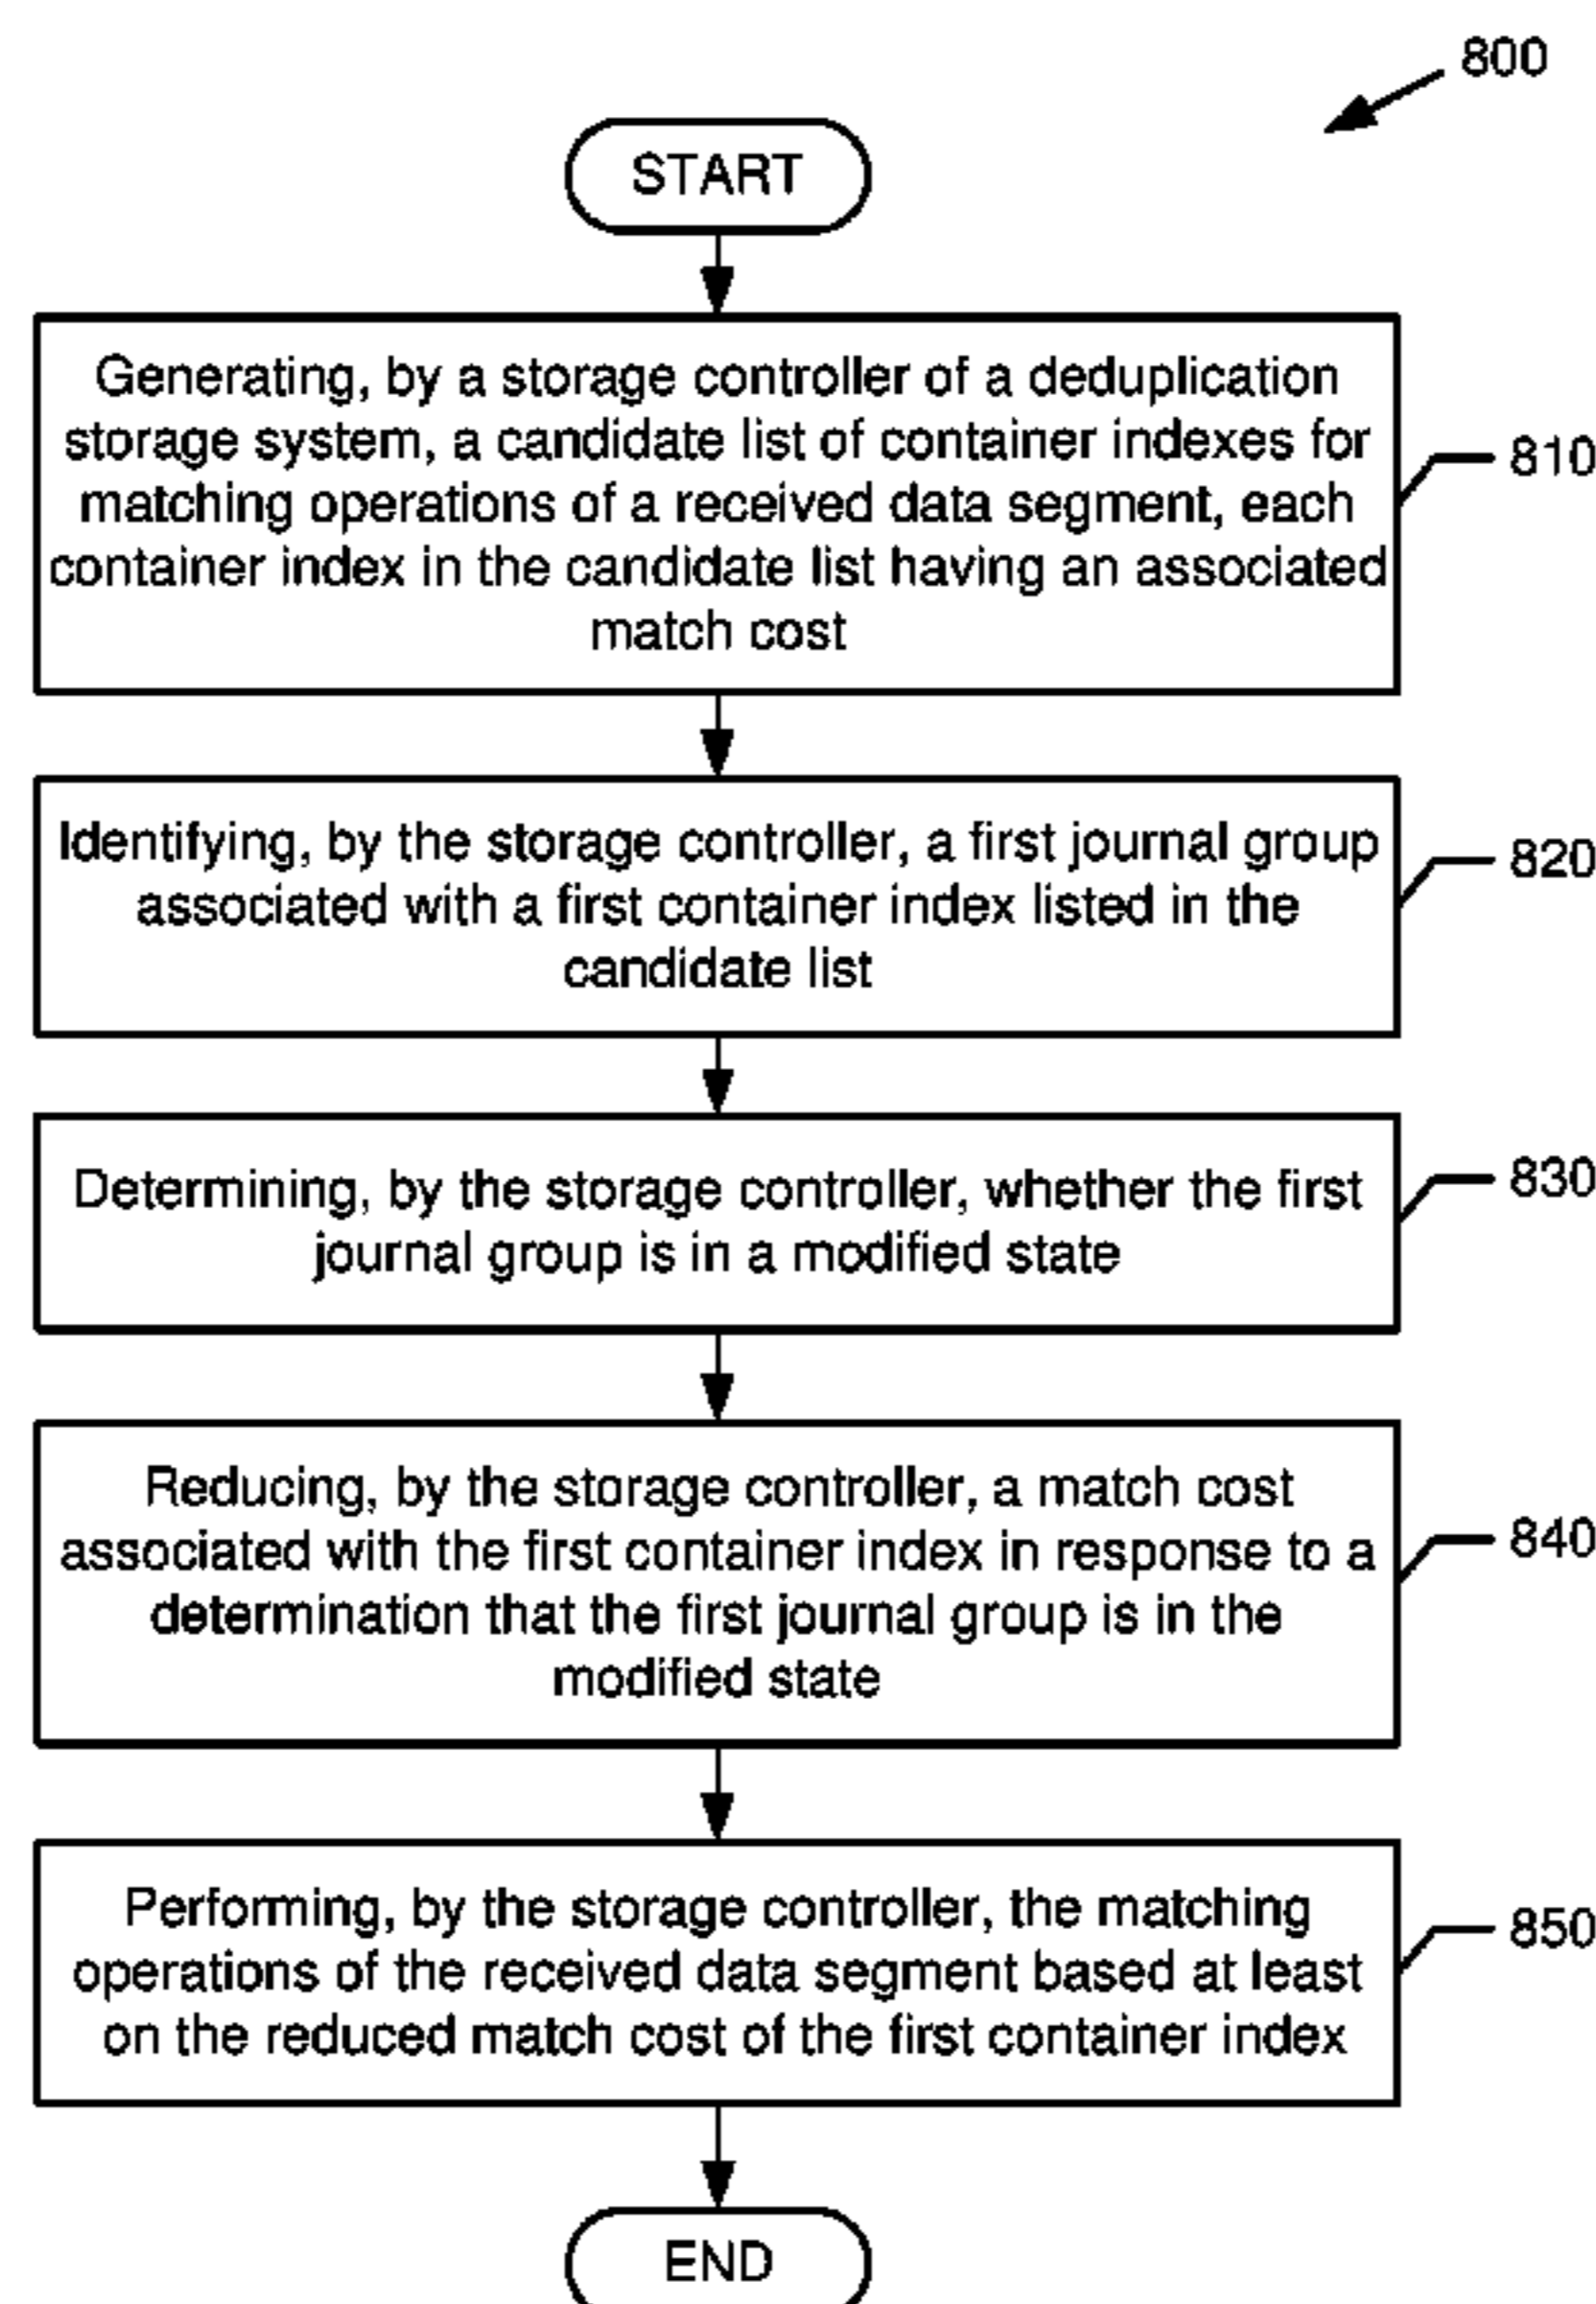 800
START
Generating, by a storage controller of a deduplication
storage system, a candidate list of container indexes for
matching operations of a received data segment, each
container index in the candidate list having an associated
match cost
810
Identifying, by the storage controller, a first journal group
associated with a first container index listed in the
candidate list
820
Determining, by the storage controller, whether the first
journal group is in a modified state
830
Reducing, by the storage controller, a match cost
associated with the first container index in response to a
determination that the first journal group is in the
modified state
840
Performing, by the storage controller, the matching
operations of the received data segment based at least
on the reduced match cost of the first container index
850
END